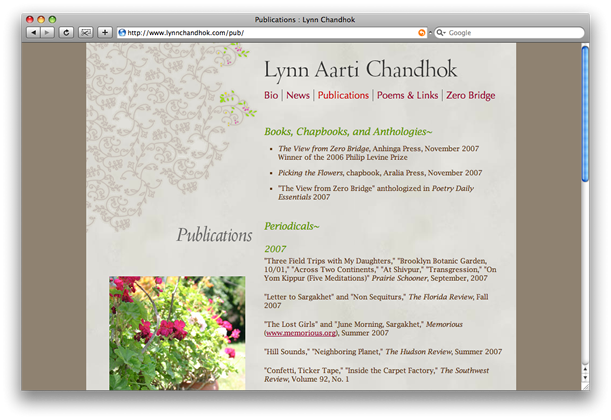 Publications : Lynn Chandhok
http://www.lynnchandhok.com/pub/
Google
Lynn Aarti Chandhok
Bio | News | Publications | Poems & Links | Zero Bridge
Books, Chapbooks, and Anthologies~
• The View from Zero Bridge, Anhinga Press, November 2007
Winner of the 2006 Philip Levine Prize
• Picking the Flowers, chapbook, Aralia Press, November 2007
• "The View from Zero Bridge" anthologized in Poetry Daily
Essentials 2007
Publications
Periodicals~
2007
"Three Field Trips with My Daughters," "Brooklyn Botanic Garden,
10/01," "Across Two Continents," "At Shivpur," "Transgression," "On
Yom Kippur (Five Meditations)" Prairie Schooner, September, 2007
"Letter to Sargakhet" and "Non Sequiturs," The Florida Review, Fall
2007
"The Lost Girls" and "June Morning, Sargakhet," Memorious
(www.memorious.org), Summer 2007
"Hill Sounds," "Neighboring Planet," The Hudson Review, Summer 2007
"Confetti, Ticker Tape," "Inside the Carpet Factory," The Southwest
Review, Volume 92, No. 1